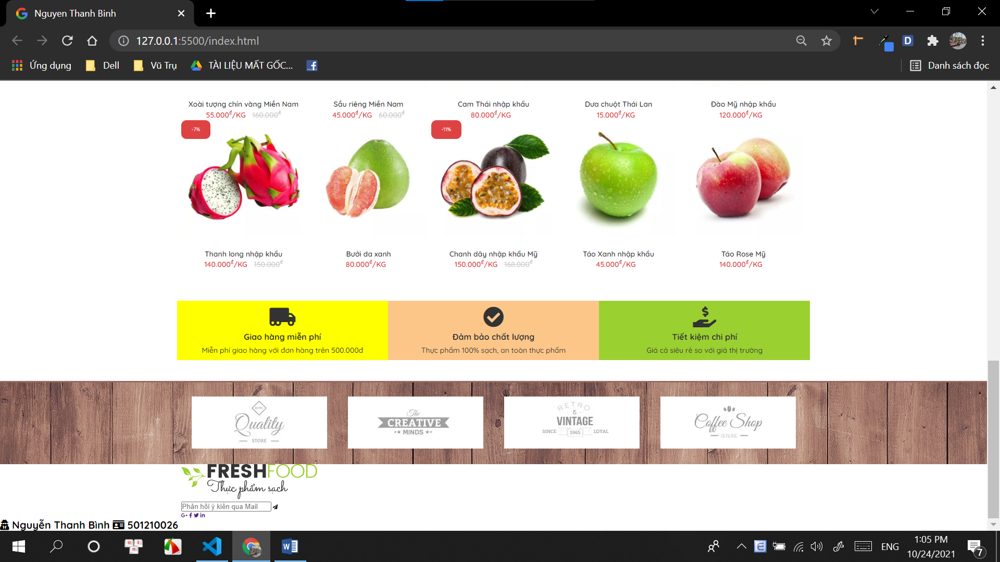 Nguyen Thanh Binh
127.0.0.1:5500/index.html
D
Ứng dụng Dell Vũ Trụ TÀI LIỆU MẤT GỐC... Danh sách đọc
Xoài tượng chín vàng Miền Nam Sầu riêng Miền Nam Cam Thái nhập khẩu Dưa chuột Thái Lan Đào Mỹ nhập khẩu
55.000₫/KG 160.000₫ 45.000₫/KG 60.000₫ 80.000₫/KG 15.000₫/KG 120.000₫/KG
-7% -11%
Thanh long nhập khẩu Bưởi da xanh Chanh dây nhập khẩu Mỹ Táo Xanh nhập khẩu Táo Rose Mỹ
140.000₫/KG 150.000₫ 80.000₫/KG 150.000₫/KG 168.000₫ 45.000₫/KG 140.000₫/KG
Giao hàng miễn phí Đảm bảo chất lượng Tiết kiệm chi phí
Miễn phí giao hàng với đơn hàng trên 500.000đ Thực phẩm 100% sạch, an toàn thực phẩm Giá cả siêu rẻ so với giá thị trường
RETRO
Quality
STORE
The
CREATIVE
MINDS
RETRO
&
VINTAGE
SINCE 1965 LOYAL
Coffee Shop
GENUINE
FRESHFOOD
Thực phẩm sạch
Phản hồi ý kiến qua Mail
G+ f in
Nguyễn Thanh Bình 501210026
u i n
W
E
ENG
1:05 PM
10/24/2021
7